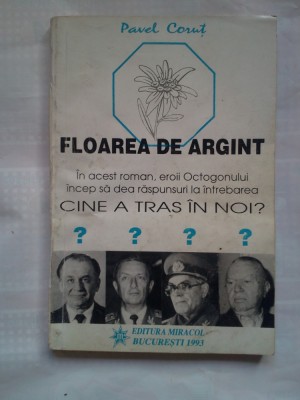 Pavel Coruț
FLOAREA DE ARGINT
În acest roman, eroii Octogonului
încep să dea răspunsuri la întrebarea
CINE A TRAS ÎN NOI?
? ? ? ?
EDITURA MIRACOL
BUCUREȘTI 1993